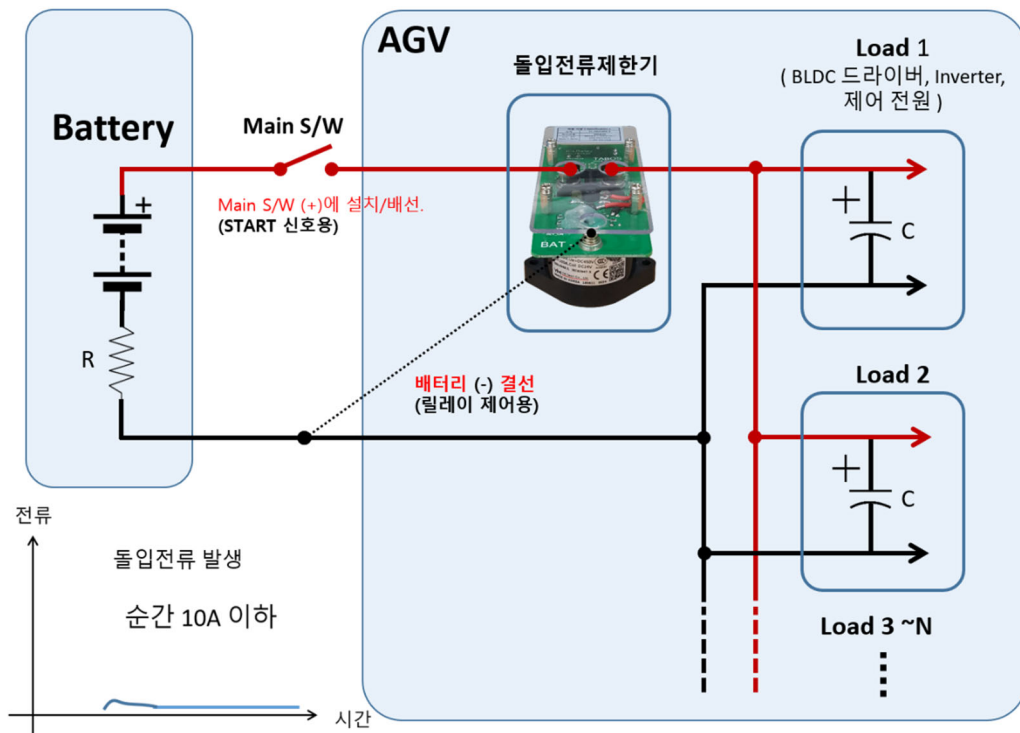 AGV
Battery
Main S/W
돌입전류제한기
Load 1
( BLDC 드라이버, Inverter,
제어 전원 )
+
Main S/W (+)에 설치/배선.
(START 신호용)
BAT
+
C
R
배터리 (-) 결선
(릴레이 제어용)
Load 2
+
C
Load 3 ~N
전류
돌입전류 발생
순간 10A 이하
시간